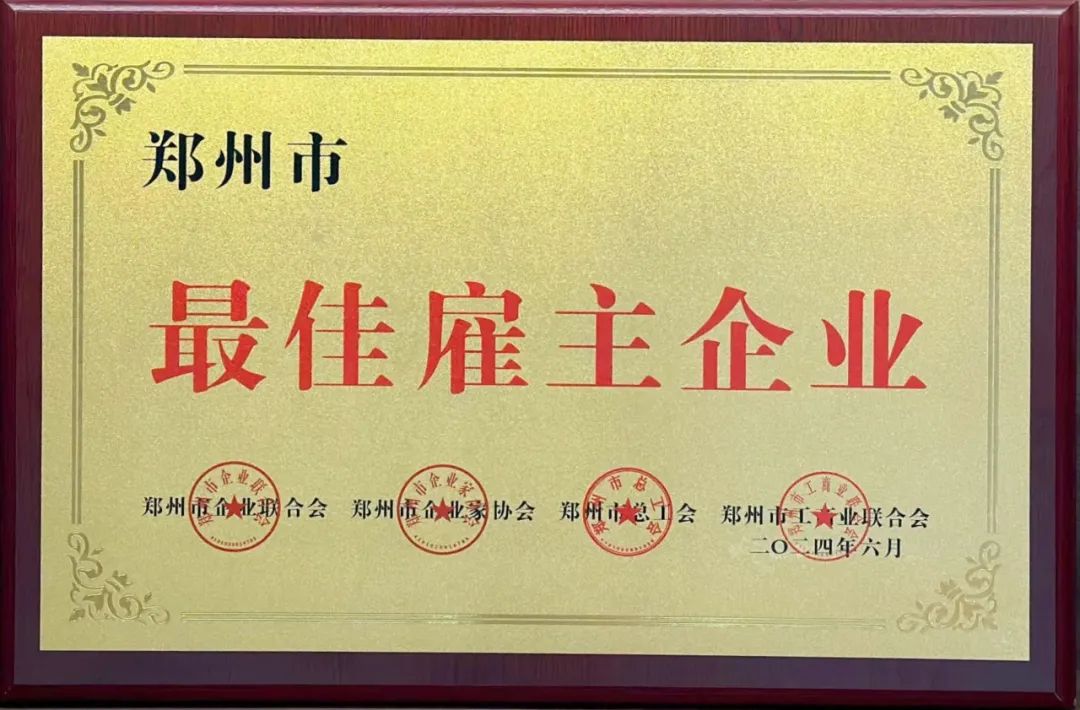 郑州市
最佳雇主企业
郑州市企业联合会 郑州市企业家协会 郑州市总工会 郑州市工商业联合会
二〇二四年六月